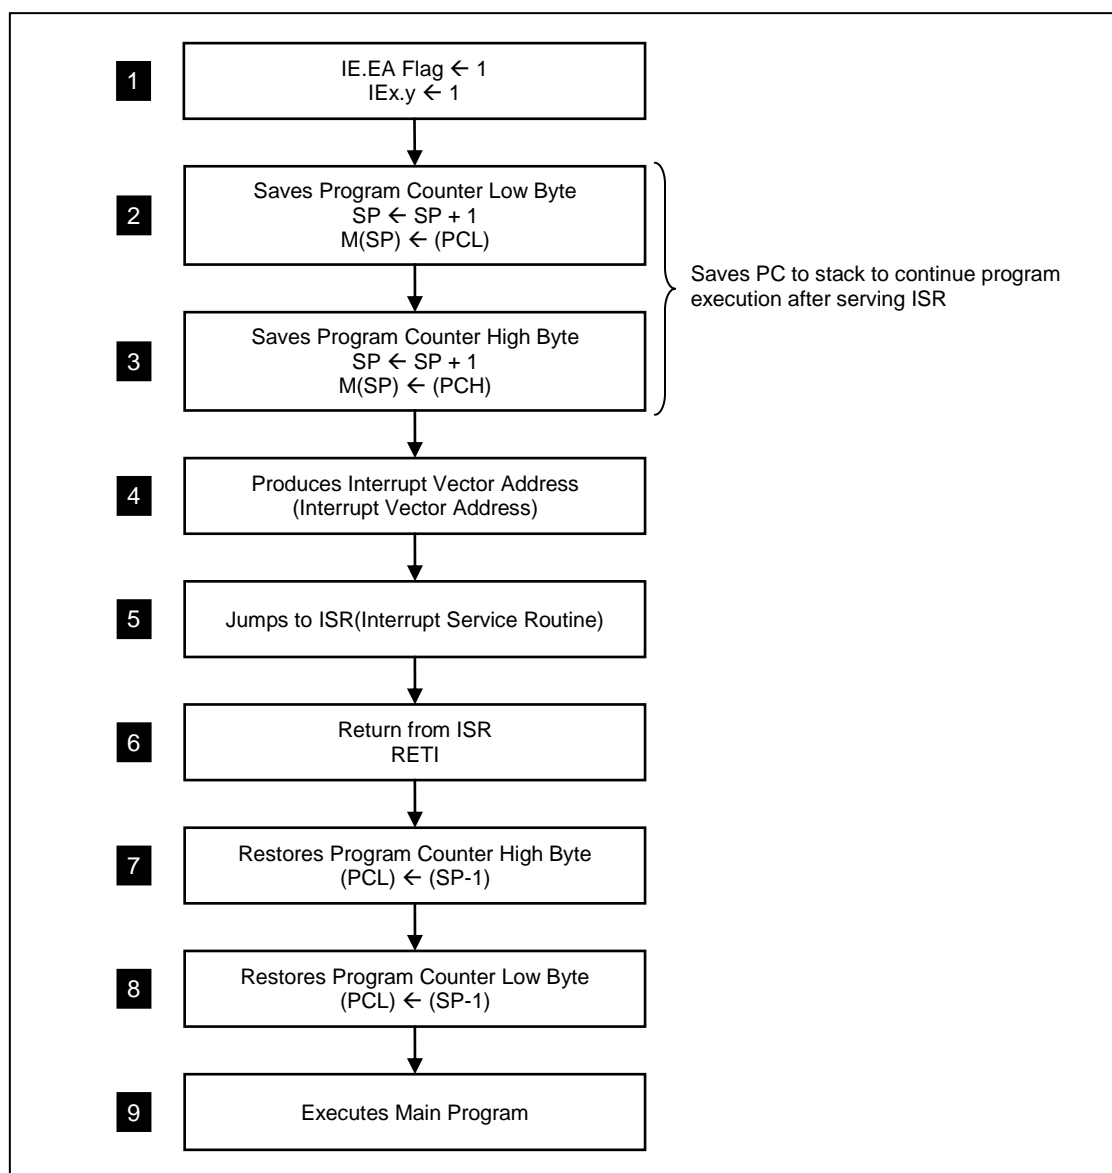 1
IE.EA Flag ← 1
IEx.y ← 1
2
Saves Program Counter Low Byte
SP ← SP + 1
M(SP) ← (PCL)
Saves PC to stack to continue program
execution after serving ISR
3
Saves Program Counter High Byte
SP ← SP + 1
M(SP) ← (PCH)
4
Produces Interrupt Vector Address
(Interrupt Vector Address)
5
Jumps to ISR(Interrupt Service Routine)
6
Return from ISR
RETI
7
Restores Program Counter High Byte
(PCL) ← (SP-1)
8
Restores Program Counter Low Byte
(PCL) ← (SP-1)
9
Executes Main Program